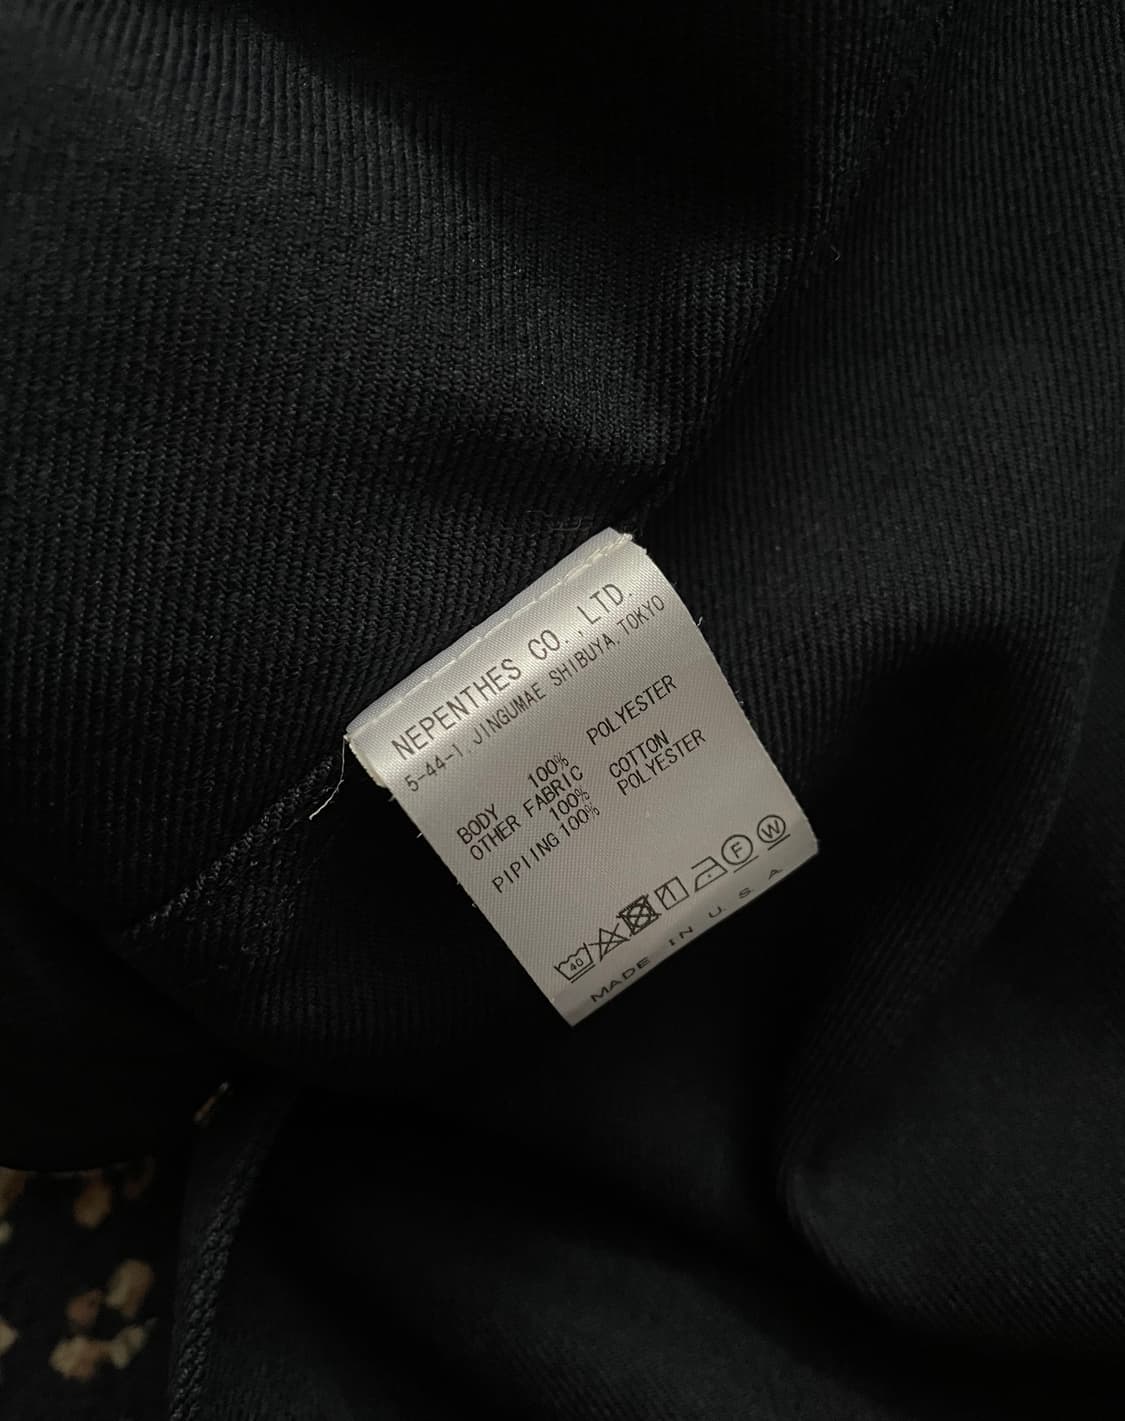 NEPENTHES CO.,LTD.
5-44-1,JINGUMAE SHIBUYA,TOKYO
BODY 100% POLYESTER
OTHER FABRIC
100% COTTON
PIPIING 100% POLYESTER
40 F W
MADE IN U.S.A